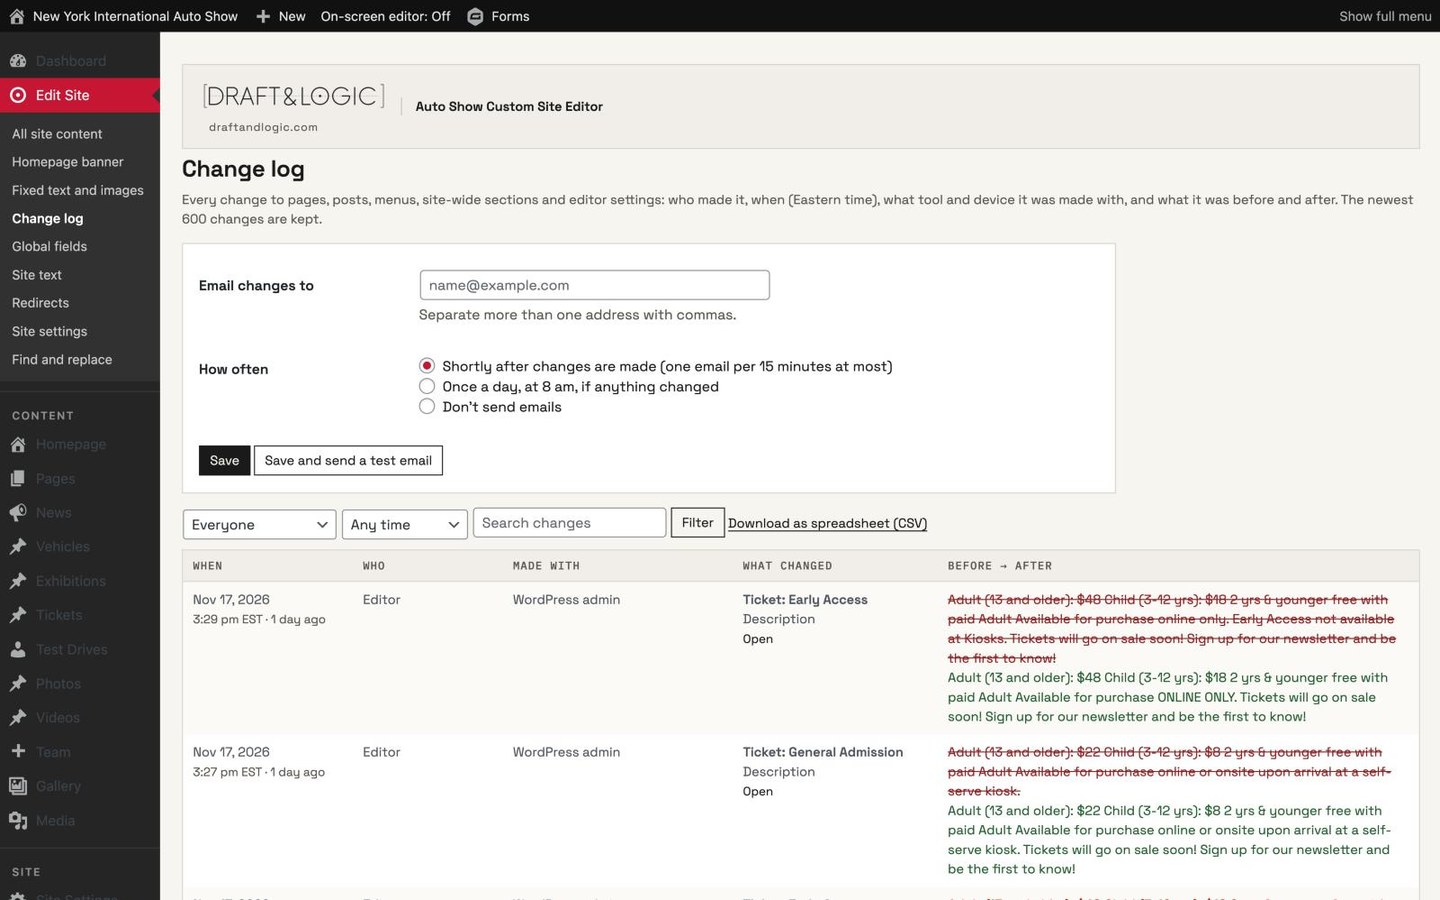 New York International Auto Show
New
On-screen editor: Off
Forms
Show full menu
Dashboard
Edit Site
All site content
Homepage banner
Fixed text and images
Change log
Global fields
Site text
Redirects
Site settings
Find and replace
CONTENT
Homepage
Pages
News
Vehicles
Exhibitions
Tickets
Test Drives
Photos
Videos
Team
Gallery
Media
SITE
Site Settings
[DRAFT&LOGIC]
draftandlogic.com
Auto Show Custom Site Editor
Change log
Every change to pages, posts, menus, site-wide sections and editor settings: who made it, when (Eastern time), what tool and device it was made with, and what it was before and after. The newest
600 changes are kept.
Email changes to
name@example.com
Separate more than one address with commas.
How often
Shortly after changes are made (one email per 15 minutes at most)
Once a day, at 8 am, if anything changed
Don't send emails
Save
Save and send a test email
Everyone
Any time
Search changes
Filter
Download as spreadsheet (CSV)
WHEN
WHO
MADE WITH
WHAT CHANGED
BEFORE → AFTER
Nov 17, 2026
3:29 pm EST · 1 day ago
Editor
WordPress admin
Ticket: Early Access
Description
Open
Adult (13 and older): $48 Child (3-12 yrs): $18 2 yrs & younger free with
paid Adult Available for purchase online only. Early Access not available
at Kiosks. Tickets will go on sale soon! Sign up for our newsletter and be
the first to know!
Adult (13 and older): $48 Child (3-12 yrs): $18 2 yrs & younger free with
paid Adult Available for purchase ONLINE ONLY. Tickets will go on sale
soon! Sign up for our newsletter and be the first to know!
Nov 17, 2026
3:27 pm EST · 1 day ago
Editor
WordPress admin
Ticket: General Admission
Description
Open
Adult (13 and older): $22 Child (3-12 yrs): $8 2 yrs & younger free with
paid Adult Available for purchase online or onsite upon arrival at a self-
serve kiosk.
Adult (13 and older): $22 Child (3-12 yrs): $8 2 yrs & younger free with
paid Adult Available for purchase online or onsite upon arrival at a self-
serve kiosk. Tickets will go on sale soon! Sign up for our newsletter and
be the first to know!